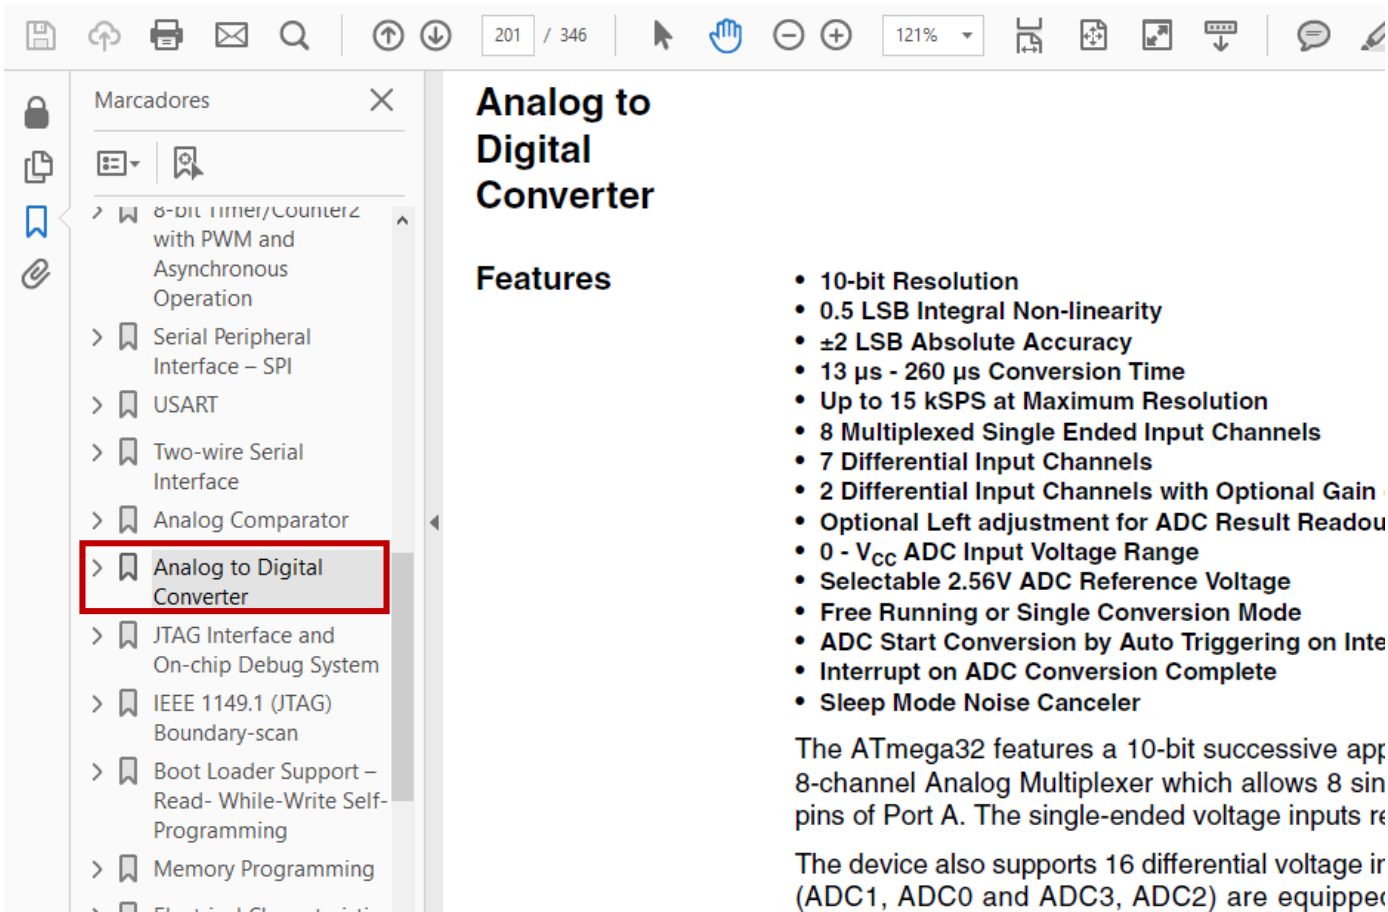 201 / 346
121%
Marcadores
8-bit Timer/Counter2
with PWM and
Asynchronous
Operation
Serial Peripheral
Interface – SPI
USART
Two-wire Serial
Interface
Analog Comparator
Analog to Digital
Converter
JTAG Interface and
On-chip Debug System
IEEE 1149.1 (JTAG)
Boundary-scan
Boot Loader Support –
Read- While-Write Self-
Programming
Memory Programming
Analog to
Digital
Converter
Features
• 10-bit Resolution
• 0.5 LSB Integral Non-linearity
• ±2 LSB Absolute Accuracy
• 13 µs - 260 µs Conversion Time
• Up to 15 kSPS at Maximum Resolution
• 8 Multiplexed Single Ended Input Channels
• 7 Differential Input Channels
• 2 Differential Input Channels with Optional Gain
• Optional Left adjustment for ADC Result Readou
• 0 - VCC ADC Input Voltage Range
• Selectable 2.56V ADC Reference Voltage
• Free Running or Single Conversion Mode
• ADC Start Conversion by Auto Triggering on Inte
• Interrupt on ADC Conversion Complete
• Sleep Mode Noise Canceler
The ATmega32 features a 10-bit successive app
8-channel Analog Multiplexer which allows 8 sin
pins of Port A. The single-ended voltage inputs re
The device also supports 16 differential voltage in
(ADC1, ADC0 and ADC3, ADC2) are equipped